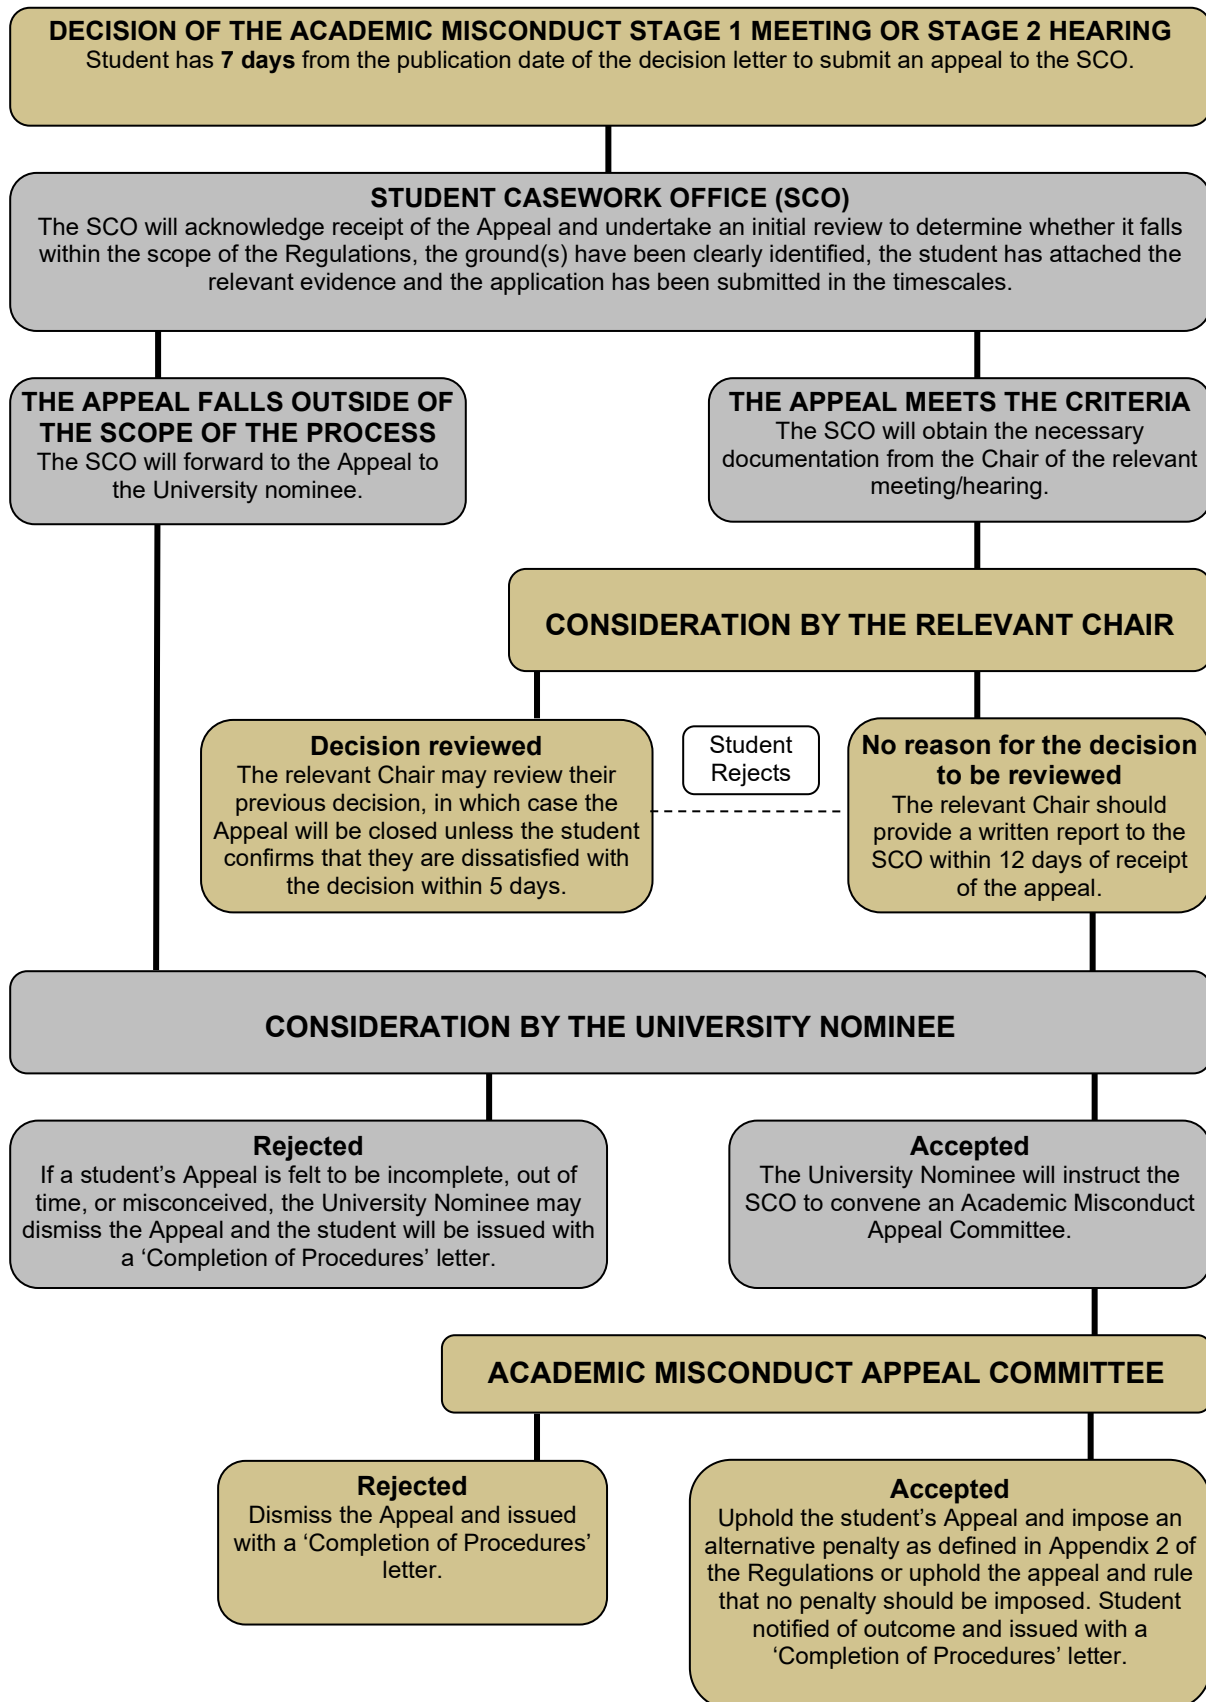 DECISION OF THE ACADEMIC MISCONDUCT STAGE 1 MEETING OR STAGE 2 HEARING
Student has 7 days from the publication date of the decision letter to submit an appeal to the SCO.
STUDENT CASEWORK OFFICE (SCO)
The SCO will acknowledge receipt of the Appeal and undertake an initial review to determine whether it falls
within the scope of the Regulations, the ground(s) have been clearly identified, the student has attached the
relevant evidence and the application has been submitted in the timescales.
THE APPEAL FALLS OUTSIDE OF
THE SCOPE OF THE PROCESS
The SCO will forward to the Appeal to
the University nominee.
THE APPEAL MEETS THE CRITERIA
The SCO will obtain the necessary
documentation from the Chair of the relevant
meeting/hearing.
CONSIDERATION BY THE RELEVANT CHAIR
Decision reviewed
The relevant Chair may review their
previous decision, in which case the
Appeal will be closed unless the student
confirms that they are dissatisfied with
the decision within 5 days.
Student
Rejects
No reason for the decision
to be reviewed
The relevant Chair should
provide a written report to the
SCO within 12 days of receipt
of the appeal.
CONSIDERATION BY THE UNIVERSITY NOMINEE
Rejected
If a student's Appeal is felt to be incomplete, out of
time, or misconceived, the University Nominee may
dismiss the Appeal and the student will be issued with
a ‘Completion of Procedures’ letter.
Accepted
The University Nominee will instruct the
SCO to convene an Academic Misconduct
Appeal Committee.
ACADEMIC MISCONDUCT APPEAL COMMITTEE
Rejected
Dismiss the Appeal and issued
with a ‘Completion of Procedures’
letter.
Accepted
Uphold the student’s Appeal and impose an
alternative penalty as defined in Appendix 2 of
the Regulations or uphold the appeal and rule
that no penalty should be imposed. Student
notified of outcome and issued with a
‘Completion of Procedures’ letter.